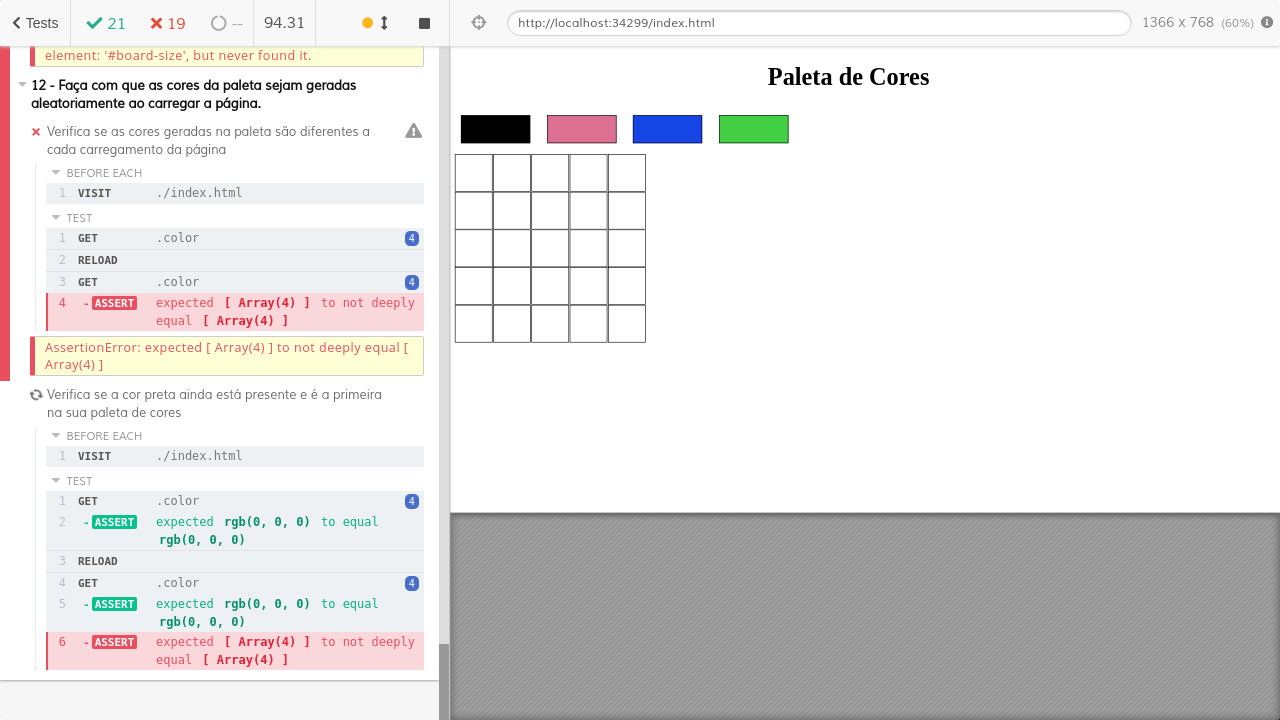 Tests
21
19
--
94.31
http://localhost:34299/index.html
1366 x 768 (60%)
element: '#board-size', but never found it.
12 - Faça com que as cores da paleta sejam geradas
aleatoriamente ao carregar a página.
Verifica se as cores geradas na paleta são diferentes a
cada carregamento da página
BEFORE EACH
1 VISIT ./index.html
TEST
1 GET .color 4
2 RELOAD
3 GET .color 4
4 - ASSERT expected [ Array(4) ] to not deeply
equal [ Array(4) ]
AssertionError: expected [ Array(4) ] to not deeply equal [
Array(4) ]
Verifica se a cor preta ainda está presente e é a primeira
na sua paleta de cores
BEFORE EACH
1 VISIT ./index.html
TEST
1 GET .color 4
2 - ASSERT expected rgb(0, 0, 0) to equal
rgb(0, 0, 0)
3 RELOAD
4 GET .color 4
5 - ASSERT expected rgb(0, 0, 0) to equal
rgb(0, 0, 0)
6 - ASSERT expected [ Array(4) ] to not deeply
equal [ Array(4) ]
Paleta de Cores